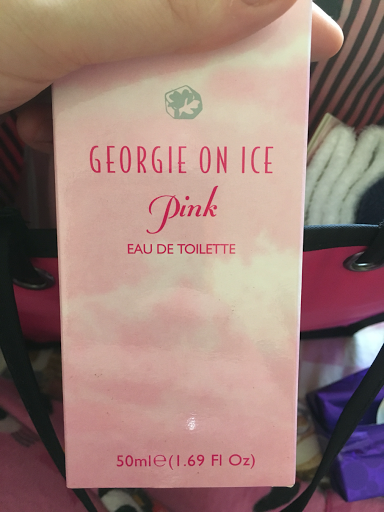 GEORGIE ON ICE
Pink
EAU DE TOILETTE
50ml℮(1.69 Fl Oz)